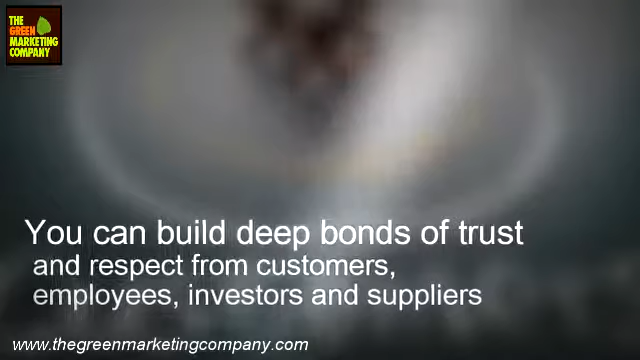 THE
GREEN
MARKETING
COMPANY
You can build deep bonds of trust
and respect from customers,
employees, investors and suppliers
www.thegreenmarketingcompany.com